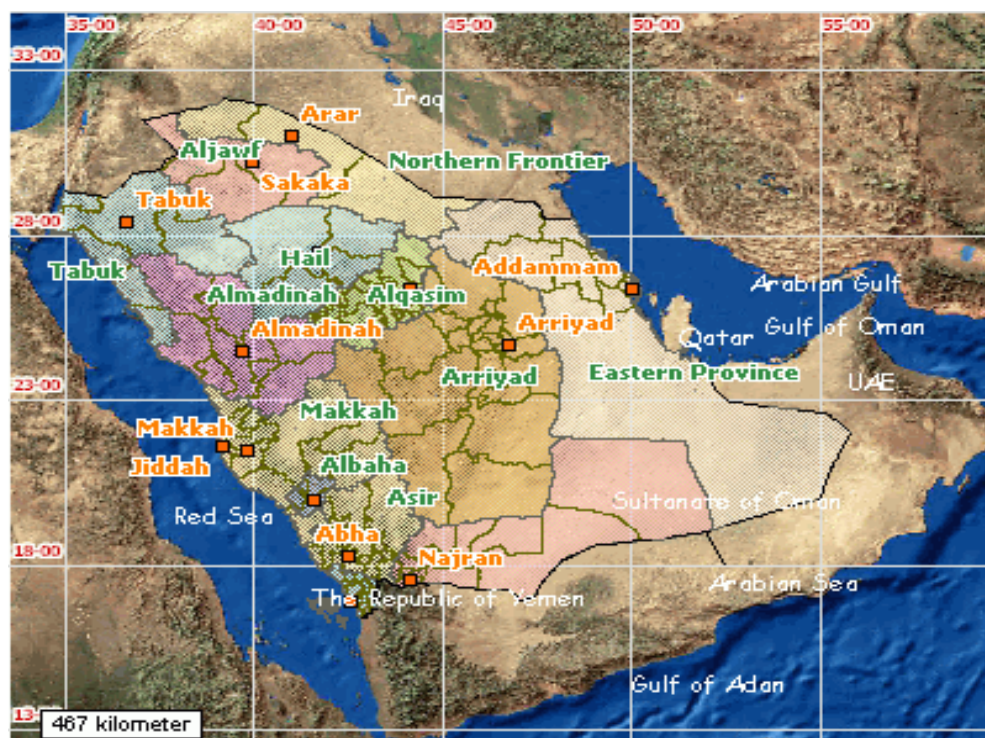 35-00
40-00
45-00
50-00
55-00
33-00
Iraq
Arar
Aljawf
Northern Frontier
Sakaka
Tabuk
28-00
Hail
Tabuk
Addammam
Arabian Gulf
Almadinah
Alqasim
Almadinah
Arriyad
Gulf of Oman
Qatar
Arriyad
Eastern Province
UAE
23-00
Makkah
Makkah
Jiddah
Albaha
Asir
Sultanate of Oman
Red Sea
Abha
18-00
Najran
Arabian Sea
The Republic of Yemen
Gulf of Adan
13-00
467 kilometer